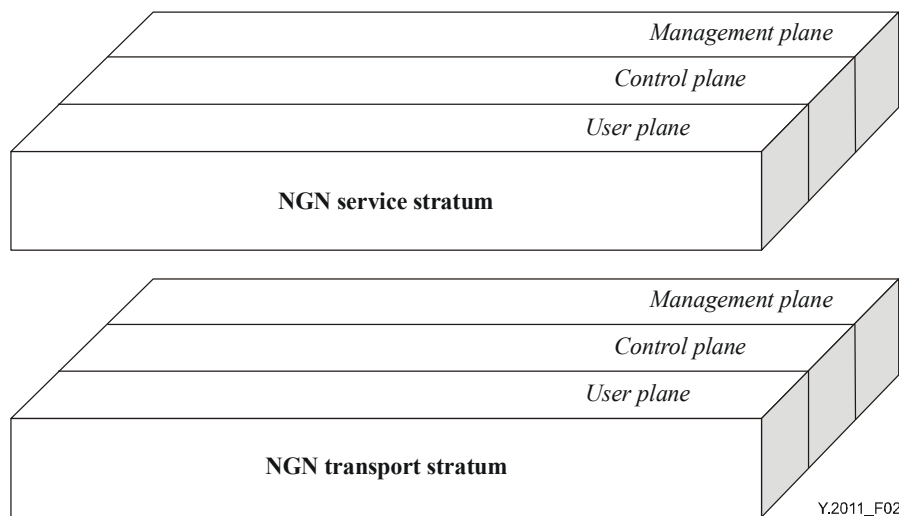 Management plane
Control plane
User plane
NGN service stratum
Management plane
Control plane
User plane
NGN transport stratum
Y.2011_F02